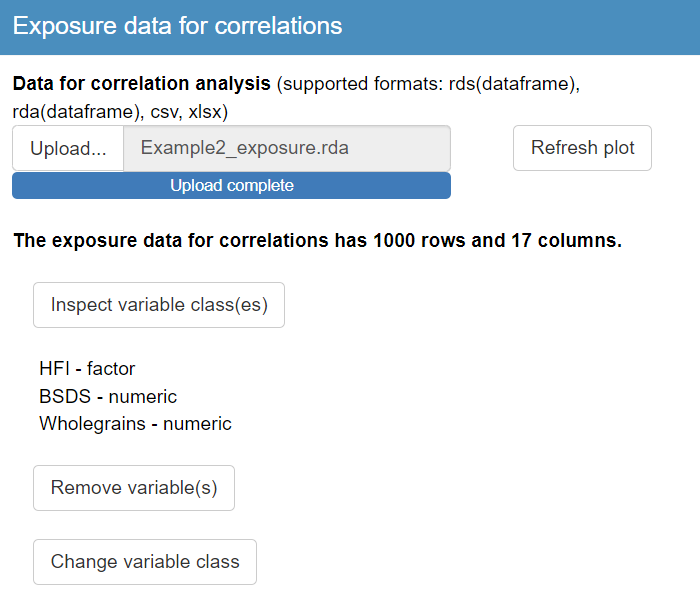 Exposure data for correlations
Data for correlation analysis (supported formats: rds(dataframe),
rda(dataframe), csv, xlsx)
Upload... Example2_exposure.rda Refresh plot
Upload complete
The exposure data for correlations has 1000 rows and 17 columns.
Inspect variable class(es)
HFI - factor
BSDS - numeric
Wholegrains - numeric
Remove variable(s)
Change variable class